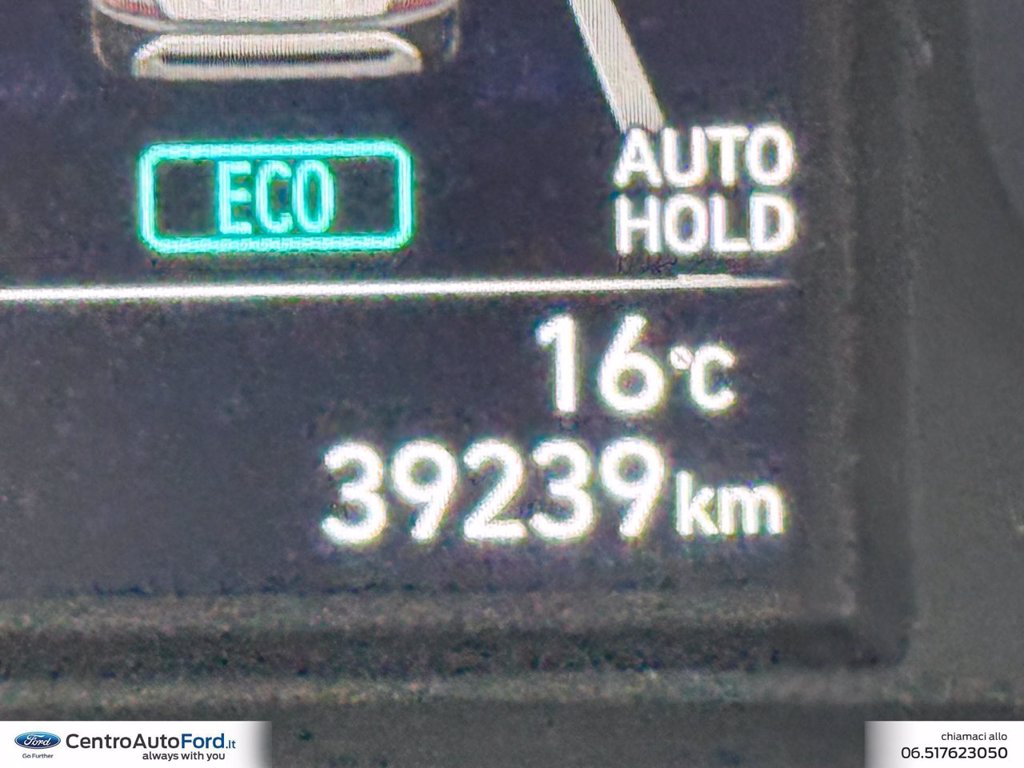 ECO
AUTO
HOLD
16°C
39239 km
Ford
Go Further
CentroAutoFord.it
always with you
chiamaci allo
06.517623050